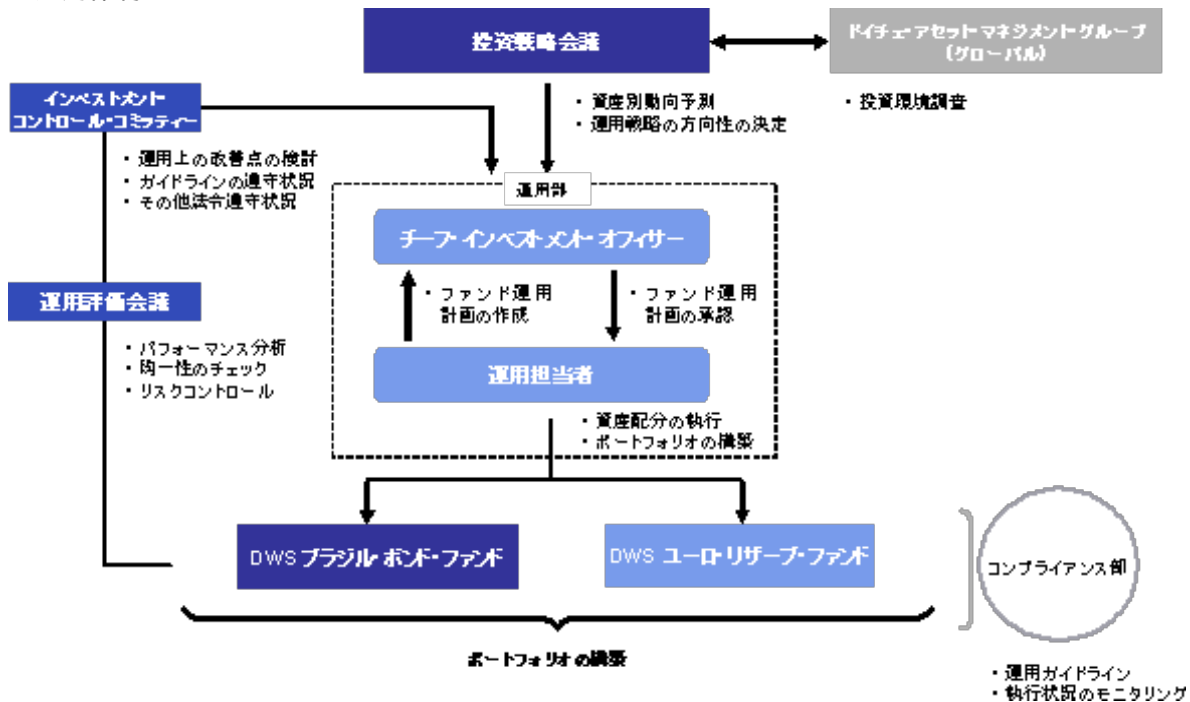 投資戦略会議
ドイチェ・アセット・マネジメント・グループ
(グローバル)
・ 資産別動向予測
・ 運用戦略の方向性の決定
・ 投資環境調査
インベストメント
コントロール・コミッティー
・ 運用上の改善点の検討
・ ガイドラインの遵守状況
・ その他法令遵守状況
運用部
チーフ・インベストメント・オフィサー
・ ファンド運用
計画の作成
・ ファンド運用
計画の承認
運用評価会議
・ パフォーマンス分析
・ 均一性のチェック
・ リスクコントロール
運用担当者
・ 資産配分の執行
・ ポートフォリオの構築
DWS ブラジル・ボンド・ファンド
DWS ユーロ・リザーブ・ファンド
コンプライアンス部
ポートフォリオの構築
・ 運用ガイドライン
・ 執行状況のモニタリング